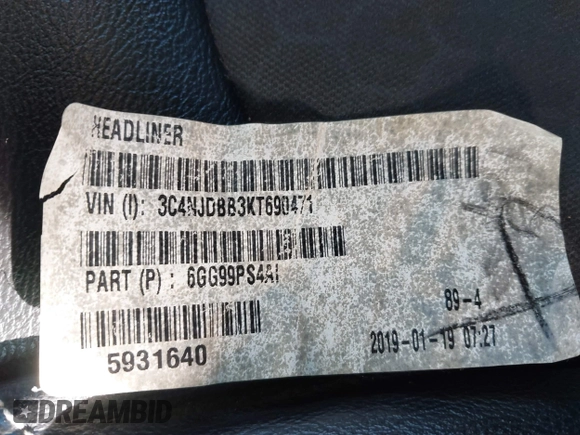 HEADLINER
VIN (I): 3C4NJDBB3KT690471
PART (P) : 6GG99PS4AI
89-4
2019-01-19 07:27
5931640
DREAMBID